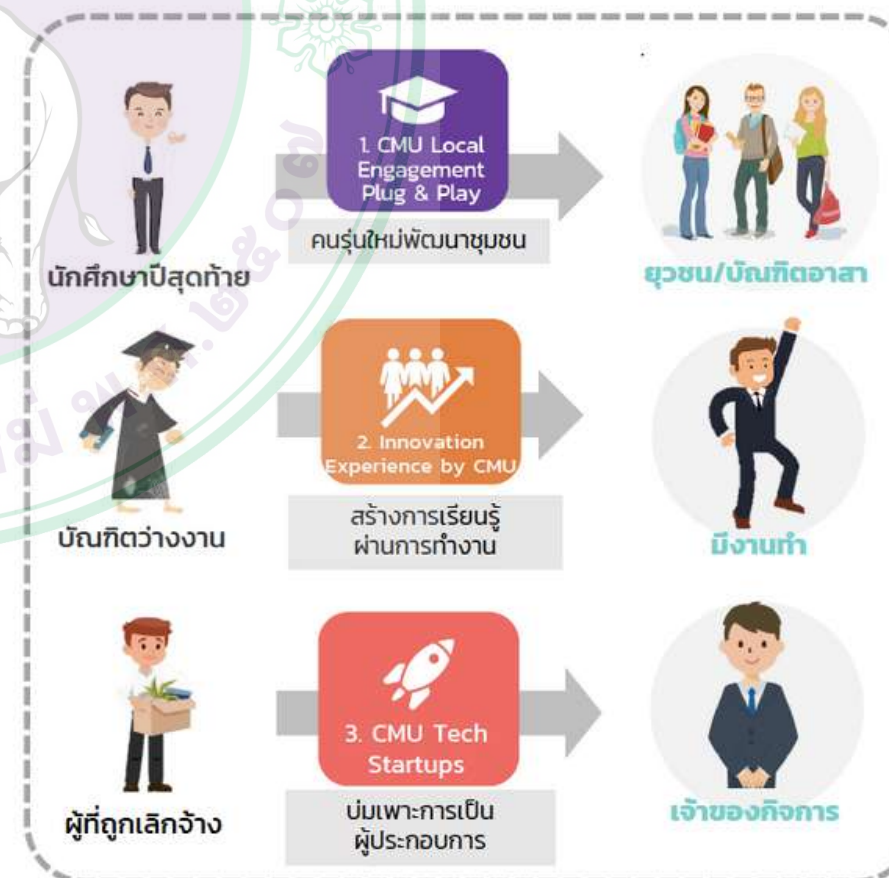 1. CMU Local
Engagement
Plug & Play
คนรุ่นใหม่พัฒนาชุมชน
นักศึกษาปีสุดท้าย
ยุวชน/บัณฑิตอาสา
2. Innovation
Experience by CMU
สร้างการเรียนรู้
ผ่านการทำงาน
บัณฑิตว่างงาน
มีงานทำ
3. CMU Tech
Startups
บ่มเพาะการเป็น
ผู้ประกอบการ
ผู้ที่ถูกเลิกจ้าง
เจ้าของกิจการ